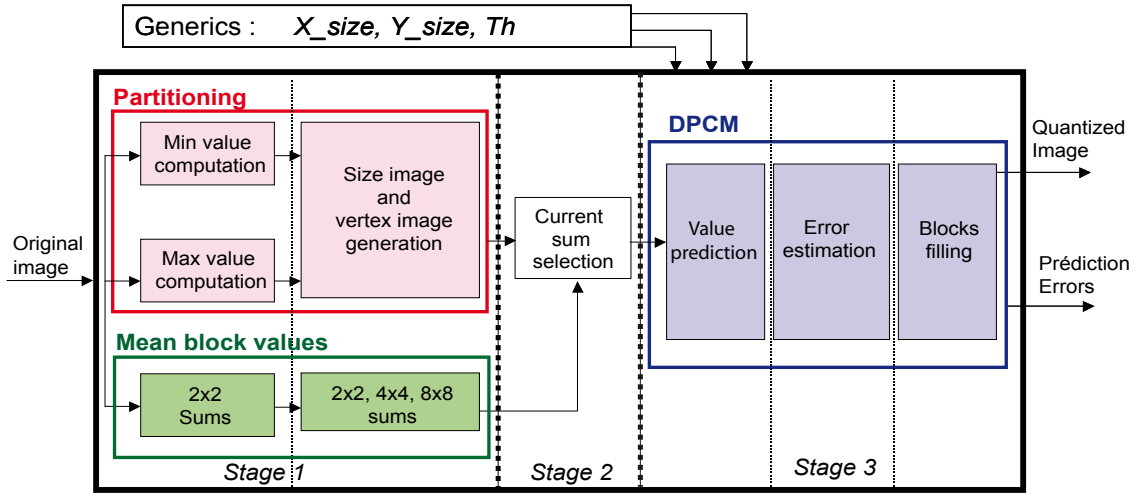 Generics : X_size, Y_size, Th
Partitioning
Min value
computation
Max value
computation
Size image
and
vertex image
generation
Original
image
Mean block values
2x2
Sums
2x2, 4x4, 8x8
sums
Stage 1
Current
sum
selection
Stage 2
DPCM
Value
prediction
Error
estimation
Blocks
filling
Stage 3
Quantized
Image
Prédiction
Errors